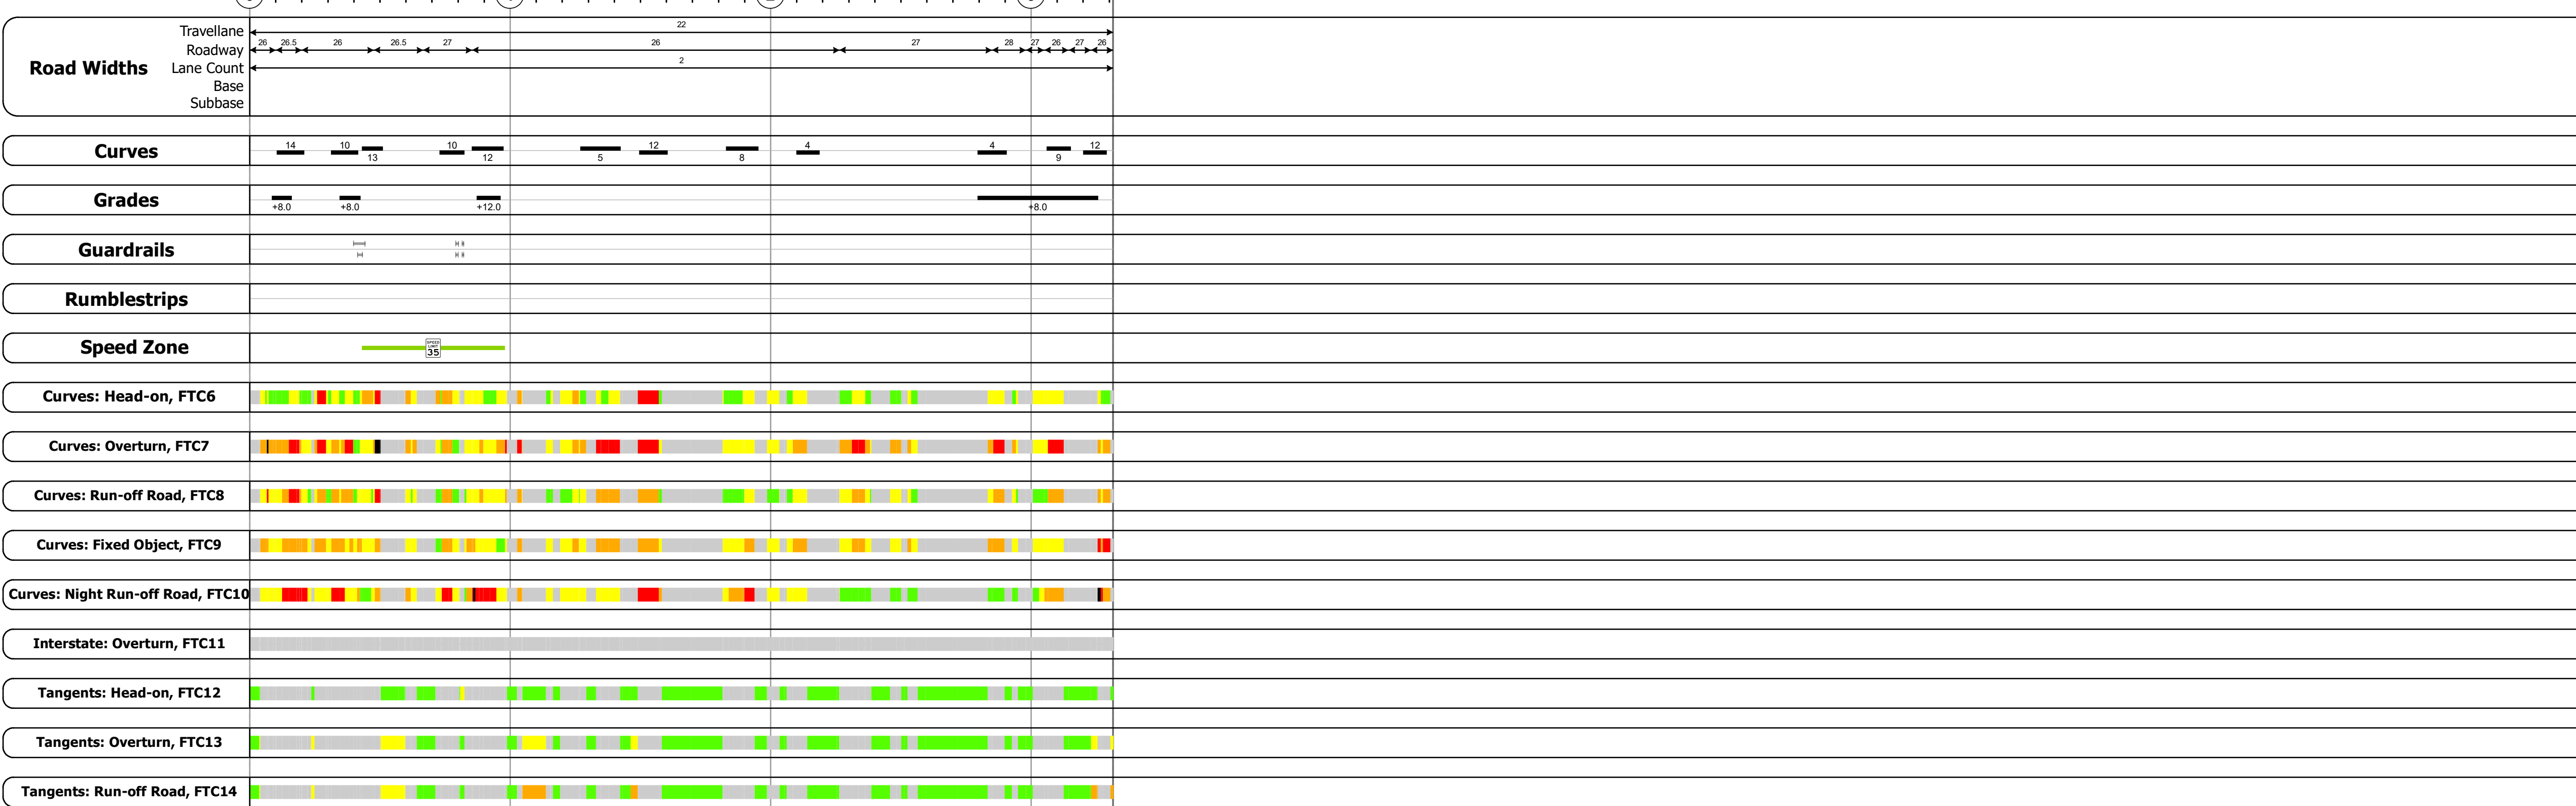 22
Travellane
26 26.5 26 26.5 27 26 27 28 27 26 27 26
Roadway
Road Widths
2
Lane Count
Base
Subbase
14 10 10 12 4 4 12
Curves
13 12 5 8 9
Grades
+8.0 +8.0 +12.0 +8.0
Guardrails
Rumblestrips
Speed Zone
SPEED
LIMIT
35
Curves: Head-on, FTC6
Curves: Overturn, FTC7
Curves: Run-off Road, FTC8
Curves: Fixed Object, FTC9
Curves: Night Run-off Road, FTC10
Interstate: Overturn, FTC11
Tangents: Head-on, FTC12
Tangents: Overturn, FTC13
Tangents: Run-off Road, FTC14